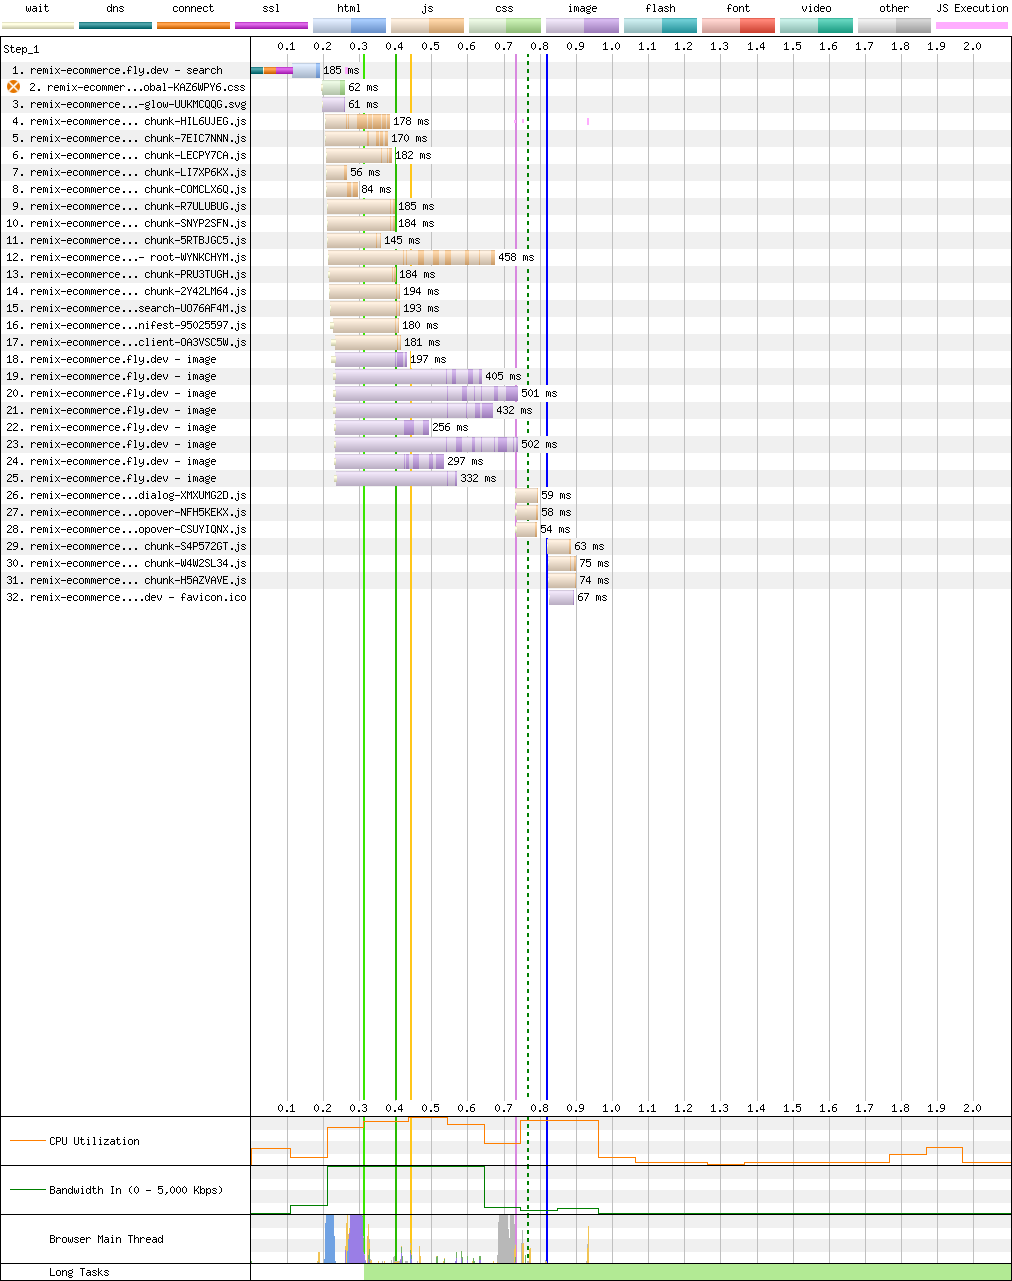 wait dns connect ssl html js css image flash font video other JS Execution
Step_1 0.1 0.2 0.3 0.4 0.5 0.6 0.7 0.8 0.9 1.0 1.1 1.2 1.3 1.4 1.5 1.6 1.7 1.8 1.9 2.0
1. remix-ecommerce.fly.dev - search 185 ms
2. remix-ecommer...obal-KAZ6WPY6.css 62 ms
3. remix-ecommerce...-glow-UUKMCQQG.svg 61 ms
4. remix-ecommerce... chunk-HIL6UJEG.js 178 ms
5. remix-ecommerce... chunk-7EIC7NNN.js 170 ms
6. remix-ecommerce... chunk-LECPY7CA.js 182 ms
7. remix-ecommerce... chunk-LI7XP6KX.js 56 ms
8. remix-ecommerce... chunk-COMCLX6Q.js 84 ms
9. remix-ecommerce... chunk-R7ULUBUG.js 185 ms
10. remix-ecommerce... chunk-SNYP2SFN.js 184 ms
11. remix-ecommerce... chunk-5RTBJGC5.js 145 ms
12. remix-ecommerce...- root-WYNKCHYM.js 458 ms
13. remix-ecommerce... chunk-PRU3TUGH.js 184 ms
14. remix-ecommerce... chunk-2Y42LM64.js 194 ms
15. remix-ecommerce...search-UO76AF4M.js 193 ms
16. remix-ecommerce...nifest-95025597.js 180 ms
17. remix-ecommerce...client-OA3VSC5W.js 181 ms
18. remix-ecommerce.fly.dev - image 197 ms
19. remix-ecommerce.fly.dev - image 405 ms
20. remix-ecommerce.fly.dev - image 501 ms
21. remix-ecommerce.fly.dev - image 432 ms
22. remix-ecommerce.fly.dev - image 256 ms
23. remix-ecommerce.fly.dev - image 502 ms
24. remix-ecommerce.fly.dev - image 297 ms
25. remix-ecommerce.fly.dev - image 332 ms
26. remix-ecommerce...dialog-XMXUMG2D.js 59 ms
27. remix-ecommerce...opover-NFH5KEKX.js 58 ms
28. remix-ecommerce...opover-CSUYIQNX.js 54 ms
29. remix-ecommerce... chunk-S4P572GT.js 63 ms
30. remix-ecommerce... chunk-W4W2SL34.js 75 ms
31. remix-ecommerce... chunk-H5AZVAVE.js 74 ms
32. remix-ecommerce....dev - favicon.ico 67 ms
0.1 0.2 0.3 0.4 0.5 0.6 0.7 0.8 0.9 1.0 1.1 1.2 1.3 1.4 1.5 1.6 1.7 1.8 1.9 2.0
CPU Utilization
Bandwidth In (0 - 5,000 Kbps)
Browser Main Thread
Long Tasks